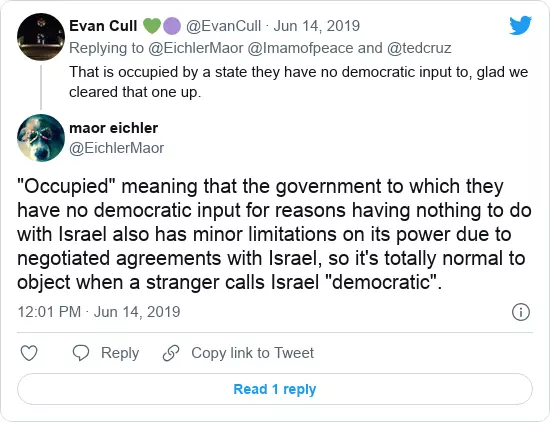 Evan Cull 💚🟣 @EvanCull · Jun 14, 2019
Replying to @EichlerMaor @Imamofpeace and @tedcruz
That is occupied by a state they have no democratic input to, glad we
cleared that one up.
maor eichler
@EichlerMaor
"Occupied" meaning that the government to which they
have no democratic input for reasons having nothing to do
with Israel also has minor limitations on its power due to
negotiated agreements with Israel, so it's totally normal to
object when a stranger calls Israel "democratic".
12:01 PM · Jun 14, 2019
Reply Copy link to Tweet
Read 1 reply